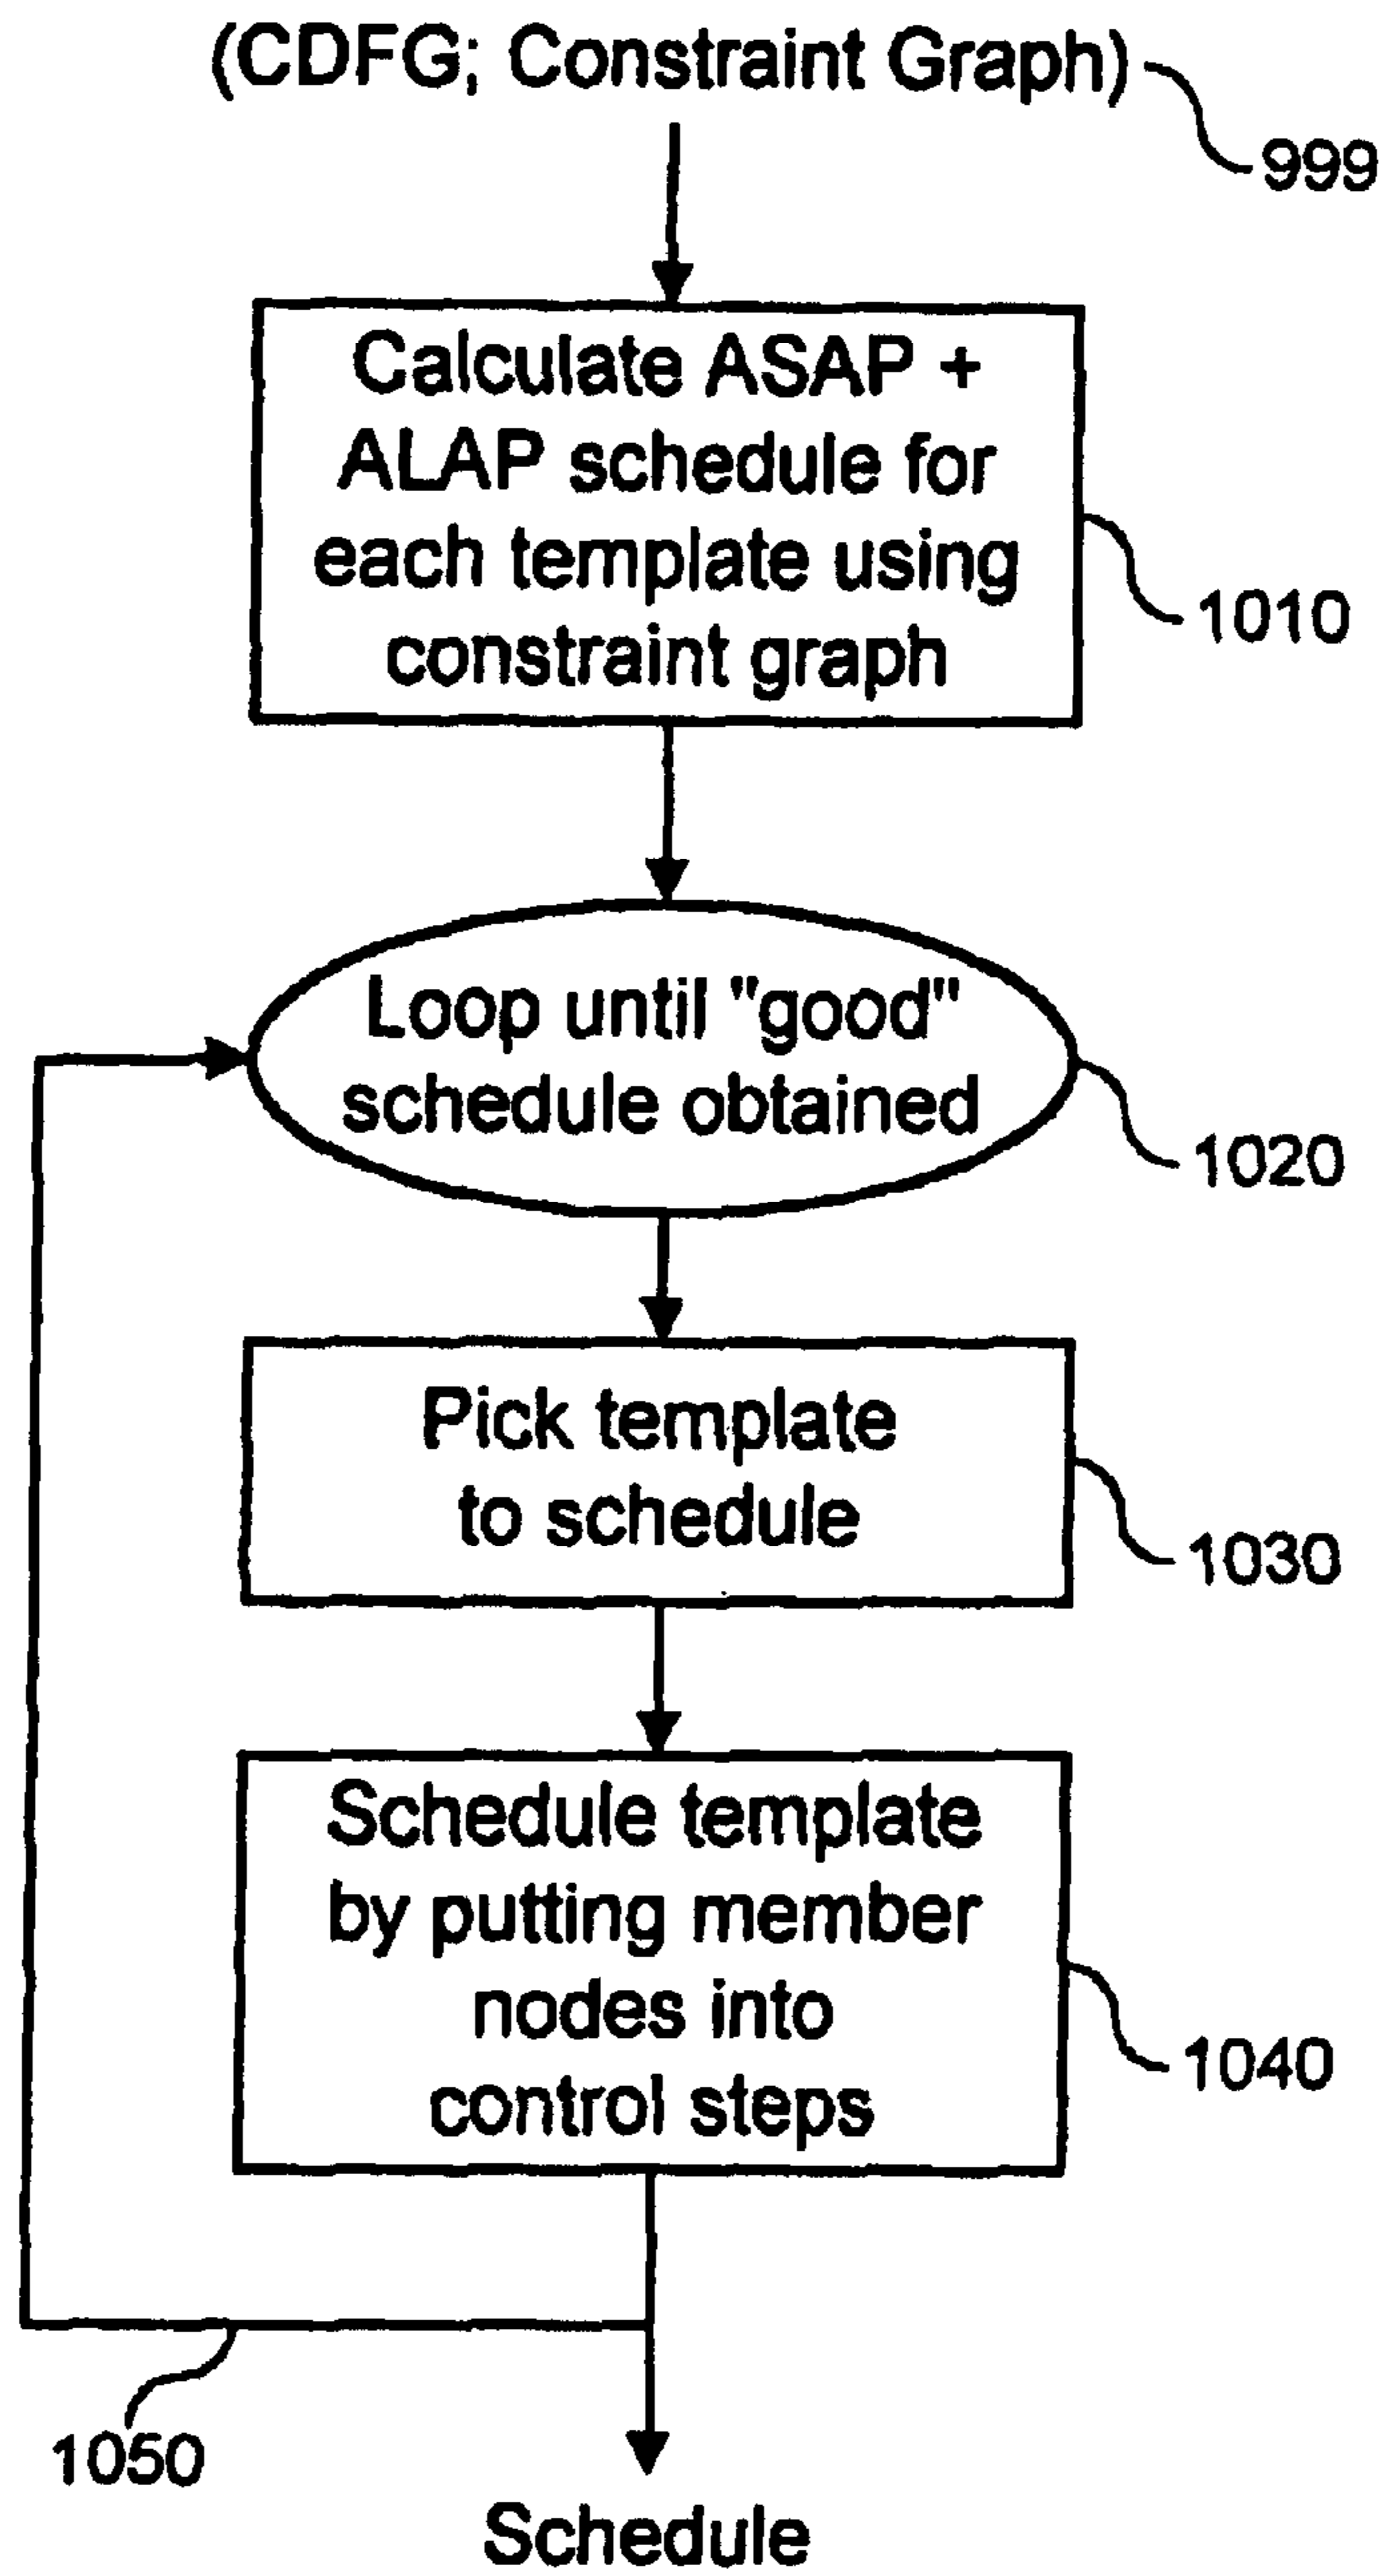 (CDFG; Constraint Graph)
999
Calculate ASAP +
ALAP schedule for
each template using
constraint graph
1010
Loop until "good"
schedule obtained
1020
Pick template
to schedule
1030
Schedule template
by putting member
nodes into
control steps
1040
1050
Schedule